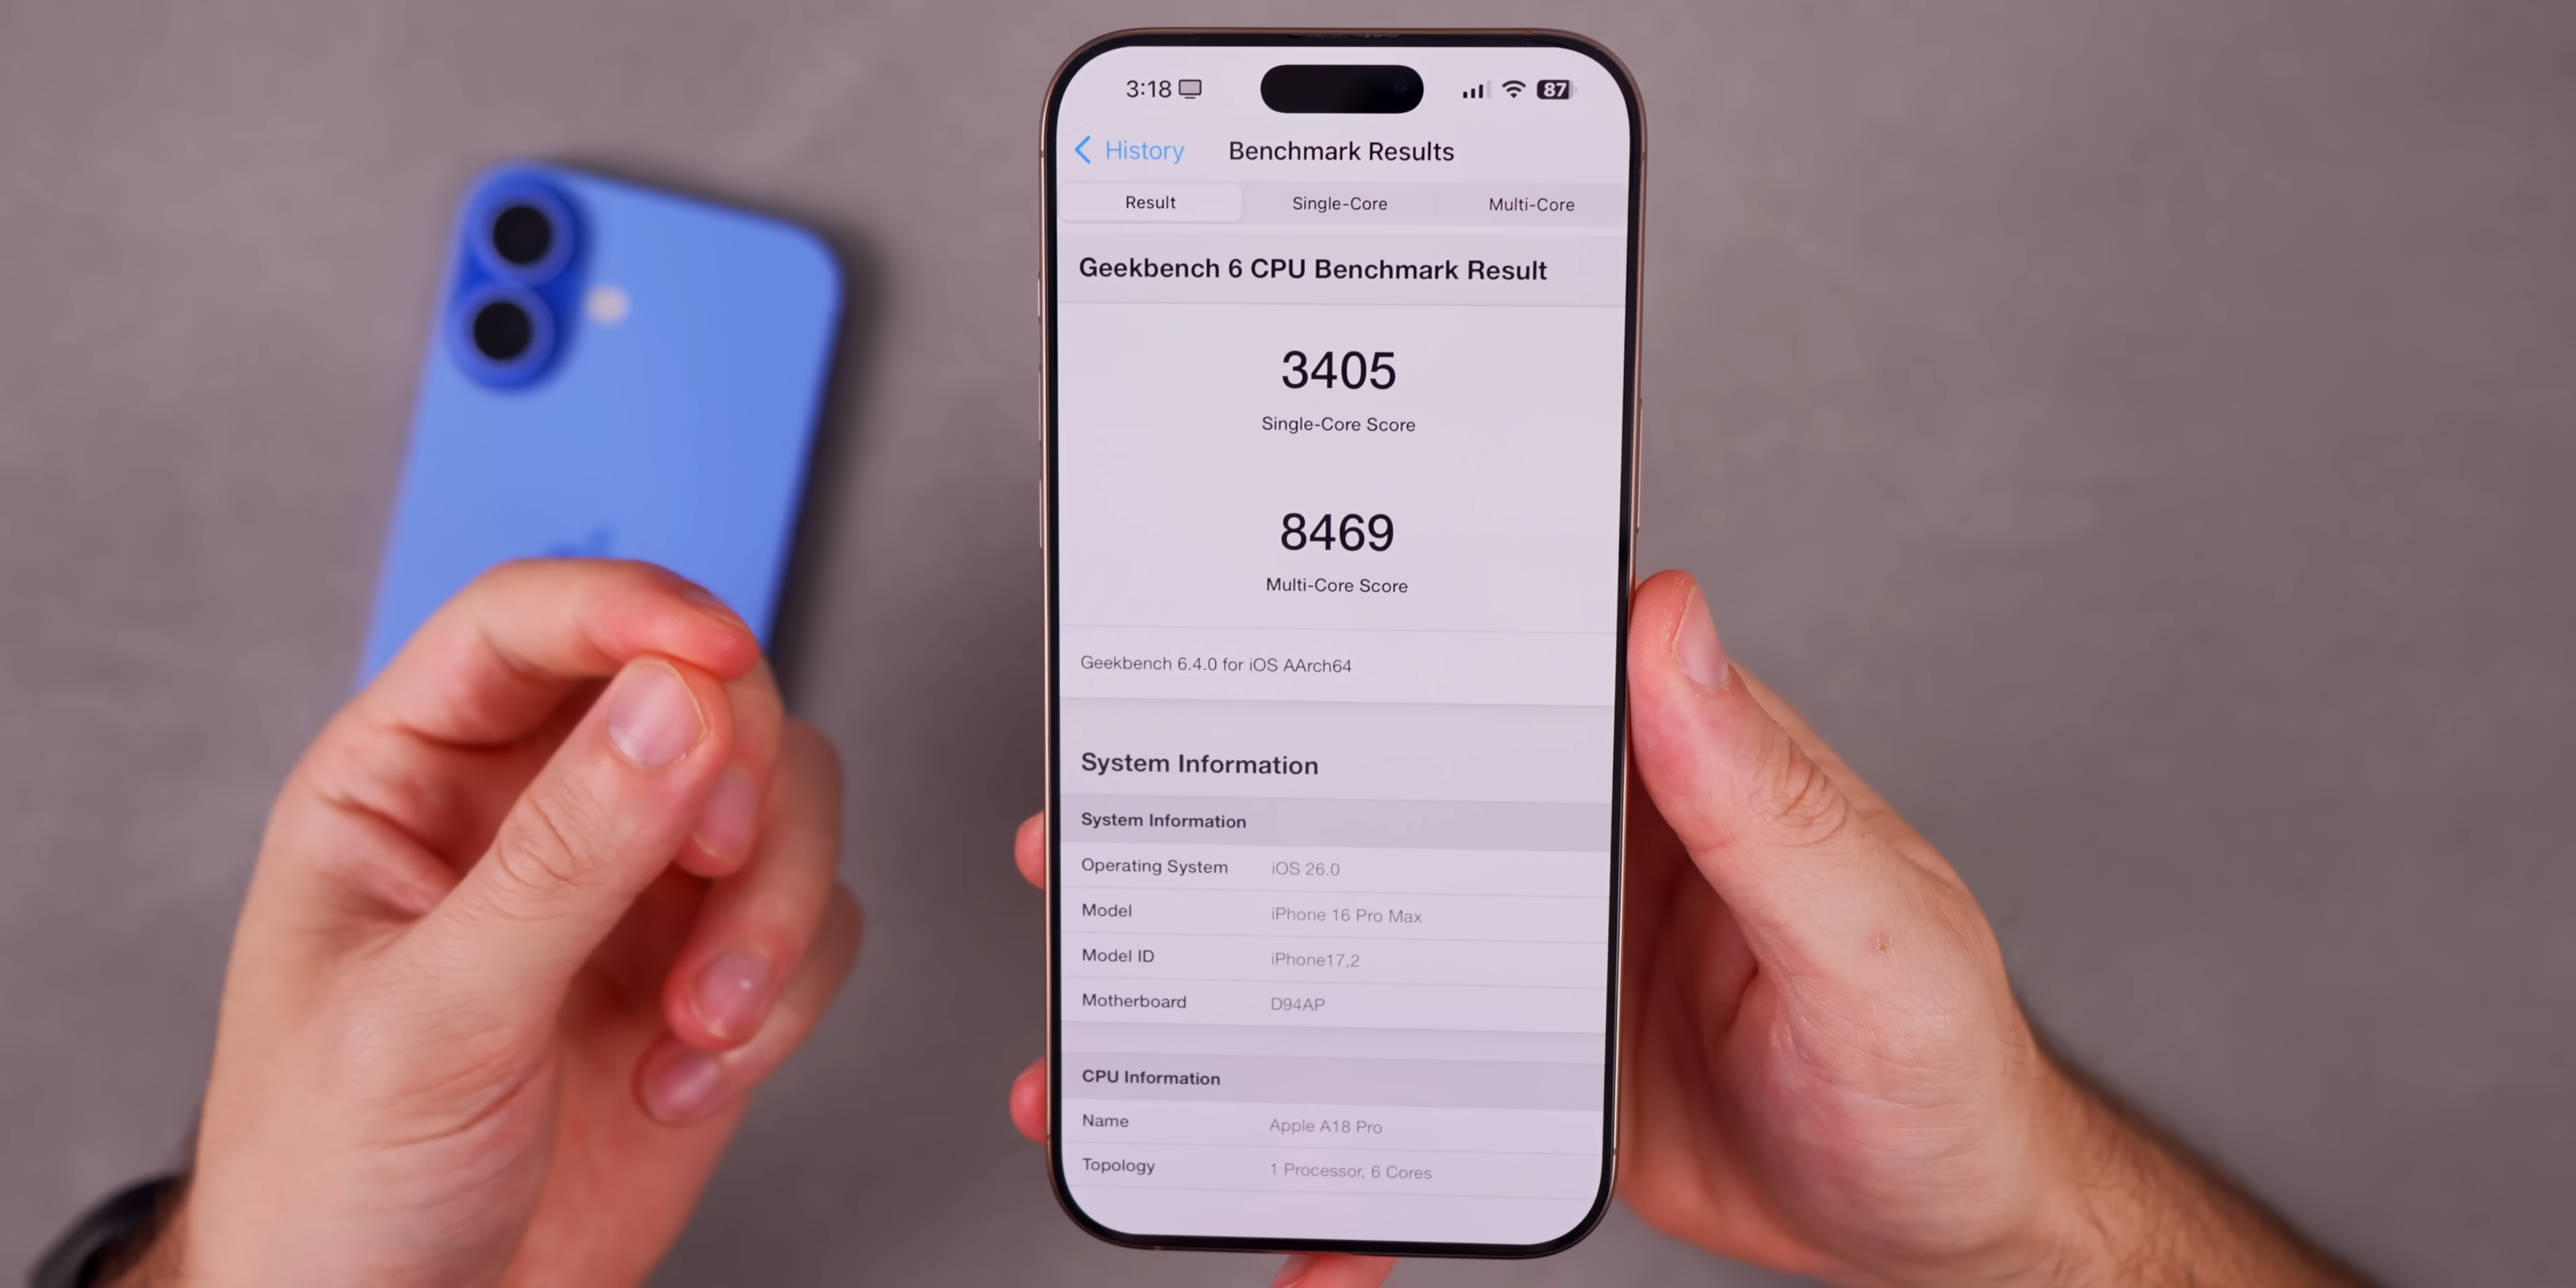 3:18
87
History
Benchmark Results
Result
Single-Core
Multi-Core
Geekbench 6 CPU Benchmark Result
3405
Single-Core Score
8469
Multi-Core Score
Geekbench 6.4.0 for iOS AArch64
System Information
System Information
Operating System iOS 26.0
Model iPhone 16 Pro Max
Model ID iPhone17,2
Motherboard D94AP
CPU Information
Name Apple A18 Pro
Topology 1 Processor, 6 Cores